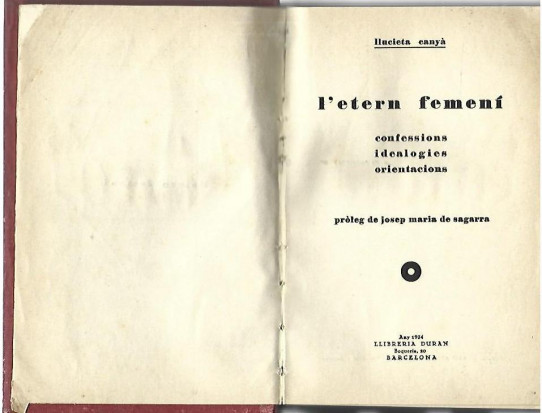 llucieta canyà
l'etern femení
confessions
idealogies
orientacions
pròleg de josep maria de sagarra
Any 1934
LLIBRERIA DURAN
Boqueria, 20
BARCELONA